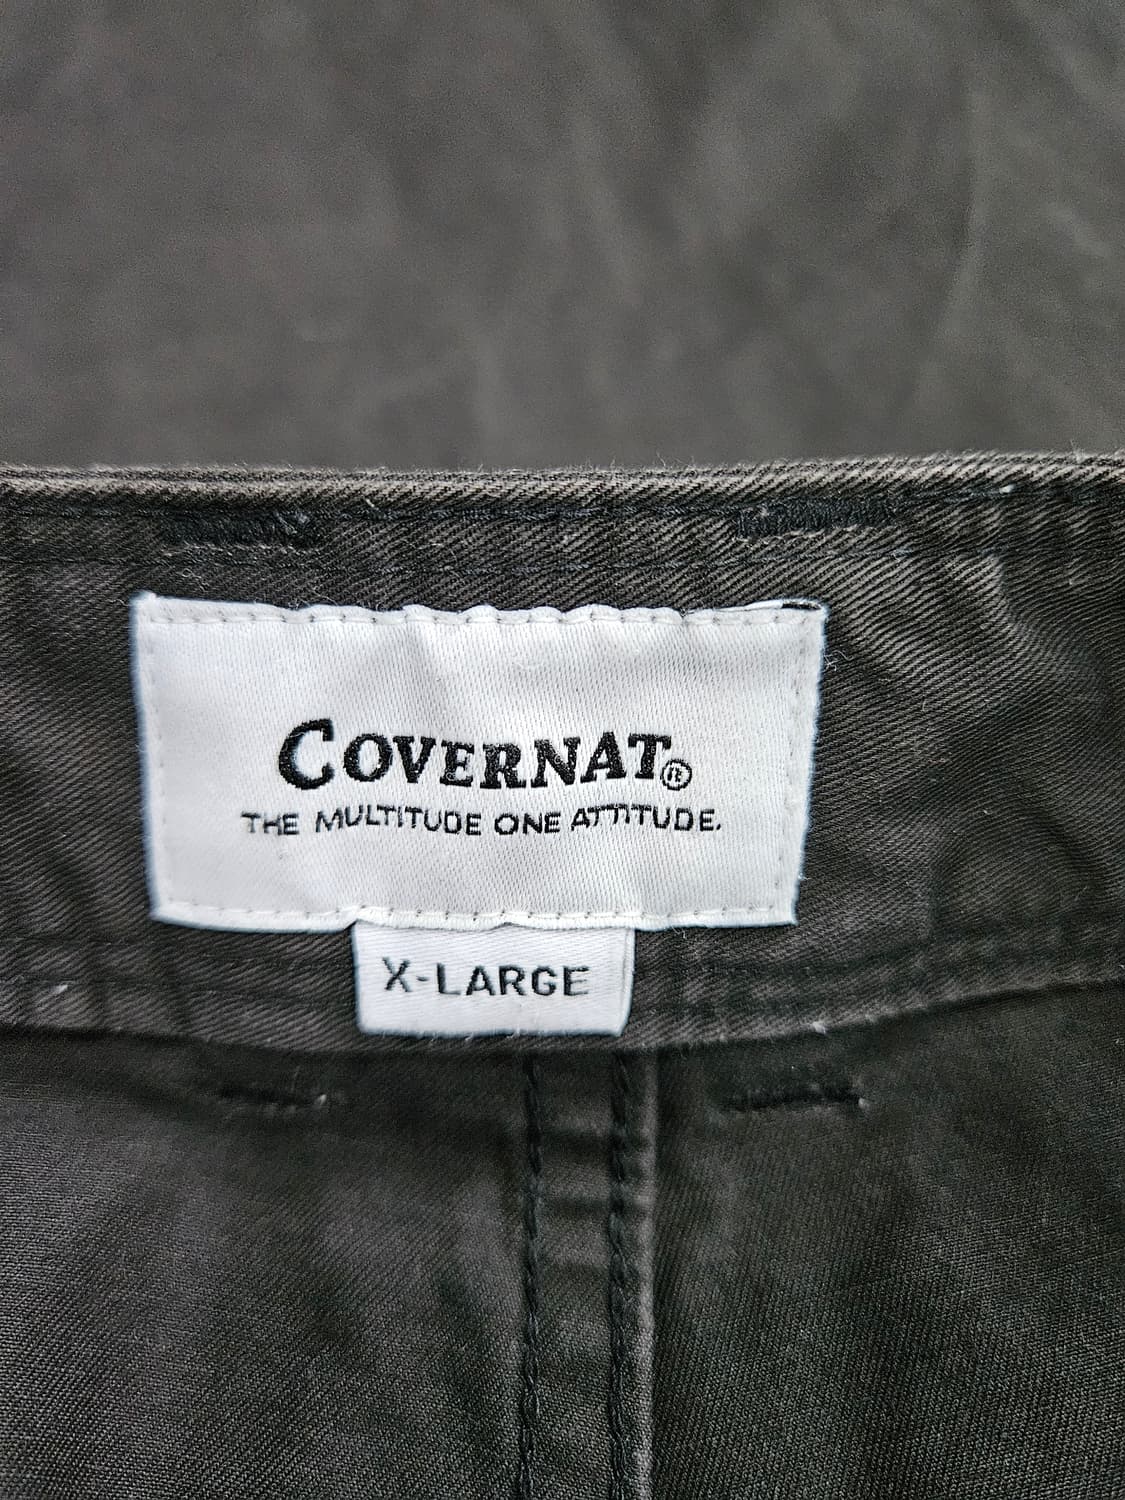 COVERNAT®
THE MULTITUDE ONE ATTITUDE.
X-LARGE